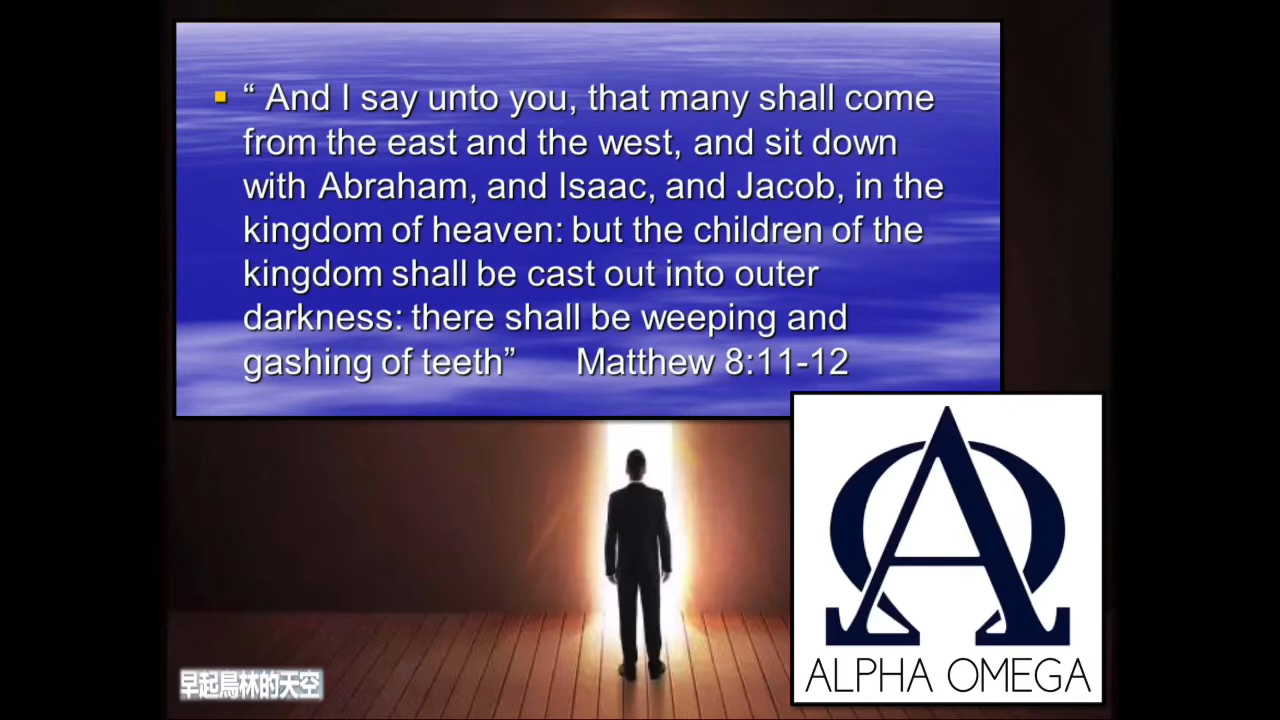 “ And I say unto you, that many shall come
from the east and the west, and sit down
with Abraham, and Isaac, and Jacob, in the
kingdom of heaven: but the children of the
kingdom shall be cast out into outer
darkness: there shall be weeping and
gashing of teeth” Matthew 8:11-12
ALPHA OMEGA
早起鳥林的天空